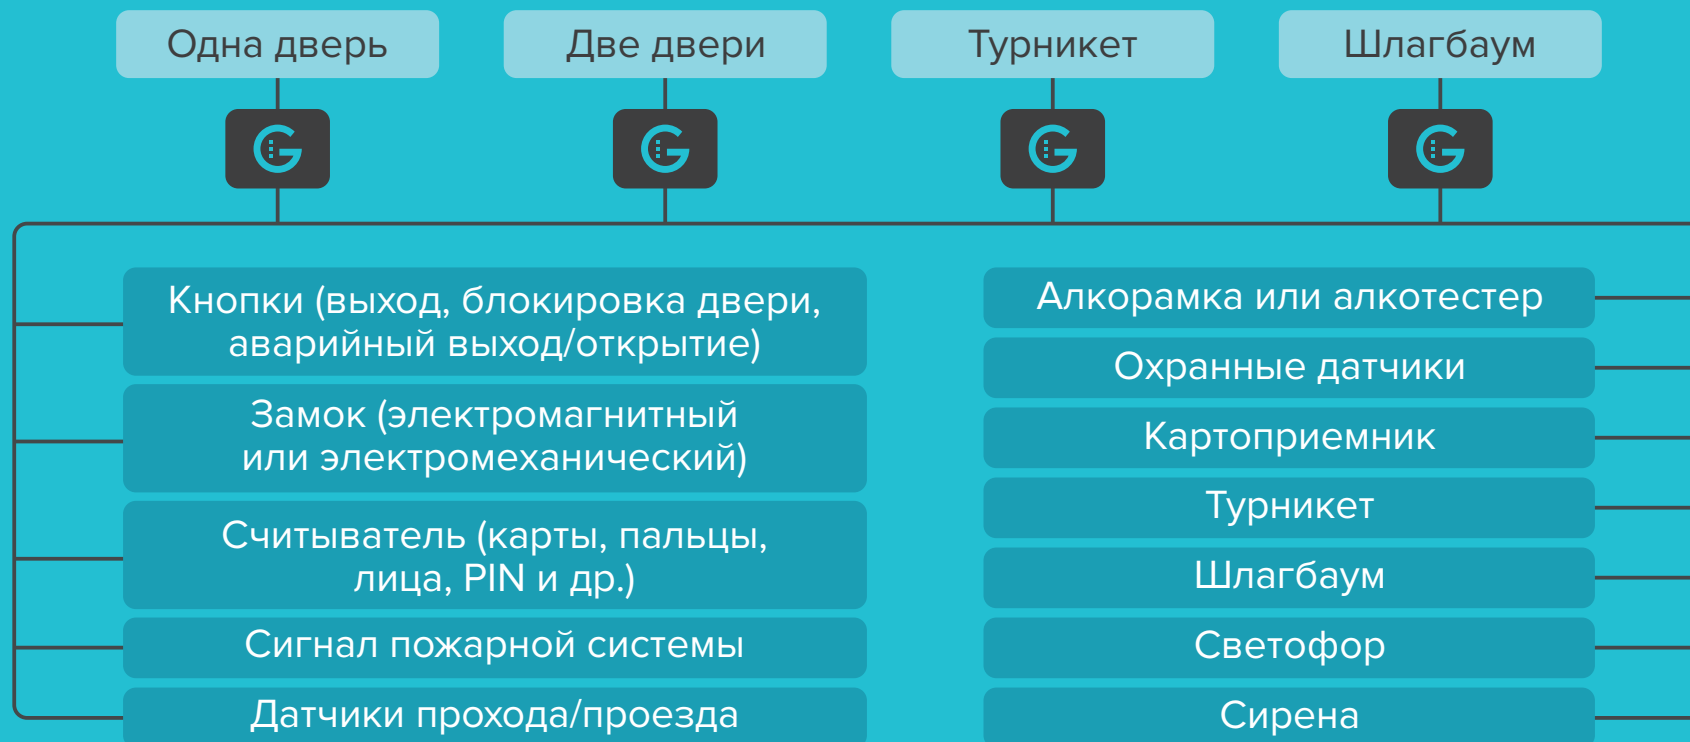 Одна дверь
Две двери
Турникет
Шлагбаум
Кнопки (выход, блокировка двери,
аварийный выход/открытие)
Замок (электромагнитный
или электромеханический)
Считыватель (карты, пальцы,
лица, PIN и др.)
Сигнал пожарной системы
Датчики прохода/проезда
Алкорамка или алкотестер
Охранные датчики
Картоприемник
Турникет
Шлагбаум
Светофор
Сирена